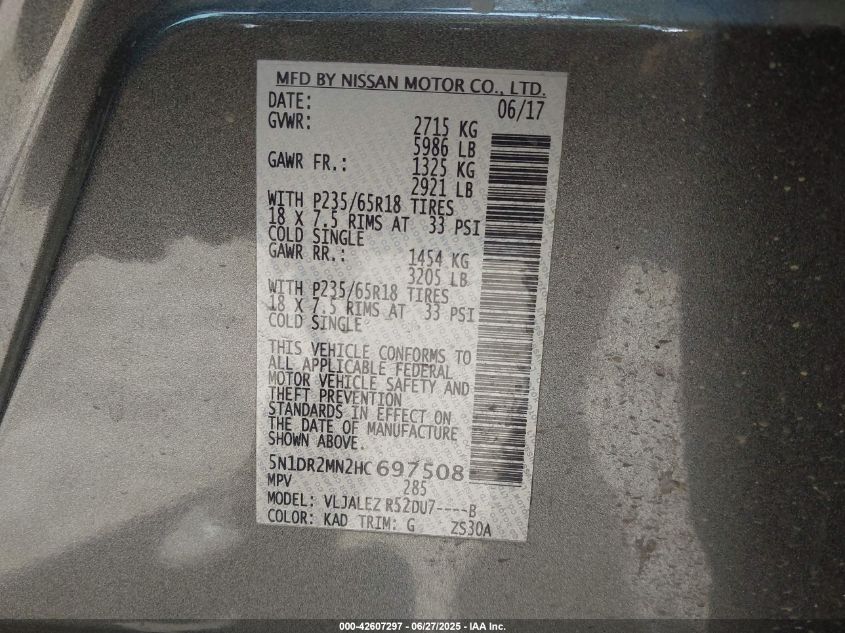 MFD BY NISSAN MOTOR CO., LTD.
DATE: 06/17
GVWR: 2715 KG
5986 LB
GAWR FR.: 1325 KG
2921 LB
WITH P235/65R18 TIRES
18 X 7.5 RIMS AT 33 PSI
COLD SINGLE
GAWR RR.: 1454 KG
3205 LB
WITH P235/65R18 TIRES
18 X 7.5 RIMS AT 33 PSI
COLD SINGLE
THIS VEHICLE CONFORMS TO
ALL APPLICABLE FEDERAL
MOTOR VEHICLE SAFETY AND
THEFT PREVENTION
STANDARDS IN EFFECT ON
THE DATE OF MANUFACTURE
SHOWN ABOVE.
5N1DR2MN2HC697508
MPV 285
MODEL: VLJALEZ R52DU7----B
COLOR: KAD TRIM: G ZS30A
000-42607297 - 06/27/2025 - IAA Inc.